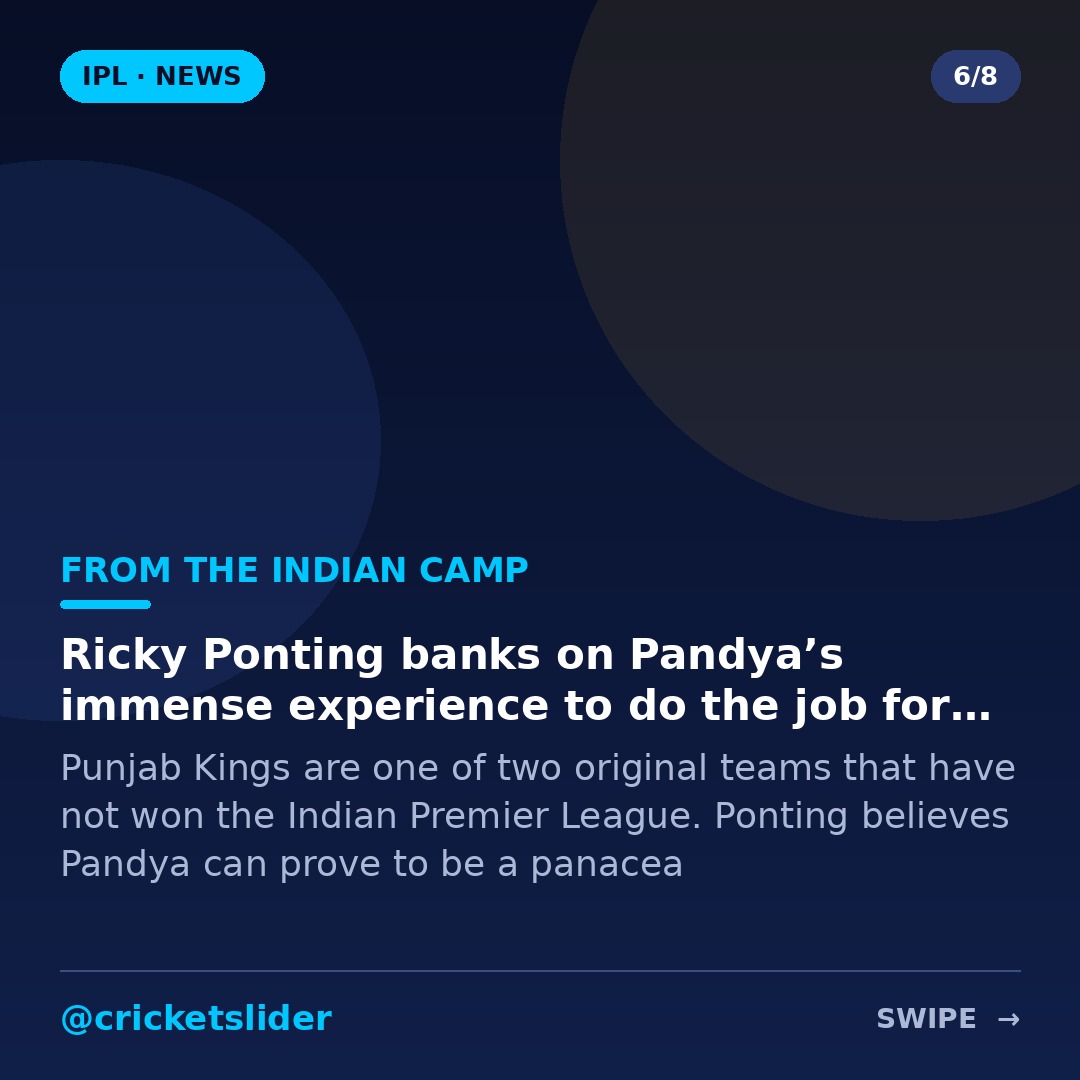 IPL · NEWS
6/8
FROM THE INDIAN CAMP
Ricky Ponting banks on Pandya’s
immense experience to do the job for…
Punjab Kings are one of two original teams that have
not won the Indian Premier League. Ponting believes
Pandya can prove to be a panacea
@cricketslider
SWIPE →